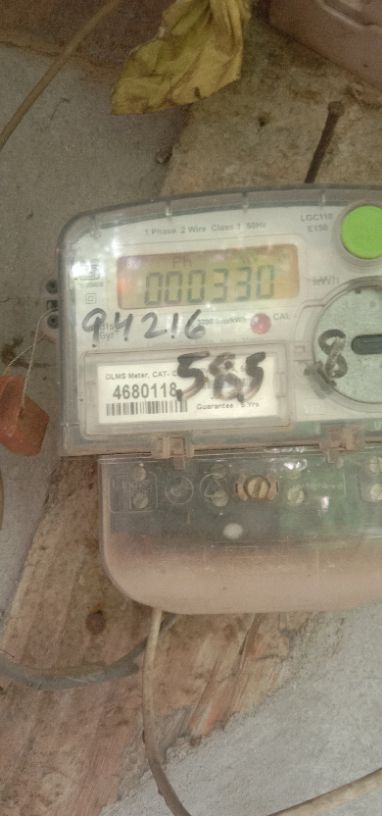 LGC110
E150
1 Phase 2 Wire Class 1 50Hz
000330
kWh
94216
CAL
DLMS Meter, CAT-
4680118
585
Guarantee 5 Yrs
8